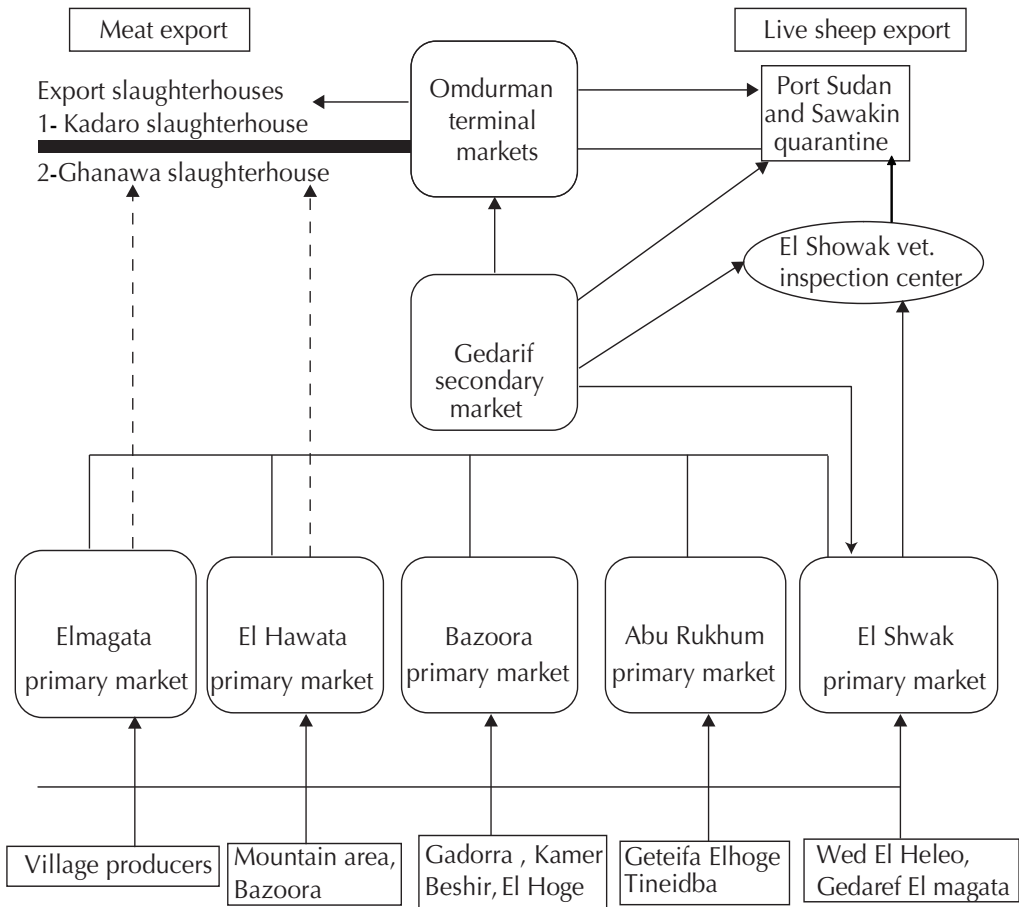 Meat export
Live sheep export
Export slaughterhouses
1- Kadaro slaughterhouse
2-Ghanawa slaughterhouse
Omdurman
terminal
markets
Port Sudan
and Sawakin
quarantine
El Showak vet.
inspection center
Gedarif
secondary
market
Elmagata
primary market
El Hawata
primary market
Bazoora
primary market
Abu Rukhum
primary market
El Shwak
primary market
Village producers
Mountain area,
Bazoora
Gadorra , Kamer
Beshir, El Hoge
Geteifa Elhoge
Tineidba
Wed El Heleo,
Gedaref El magata